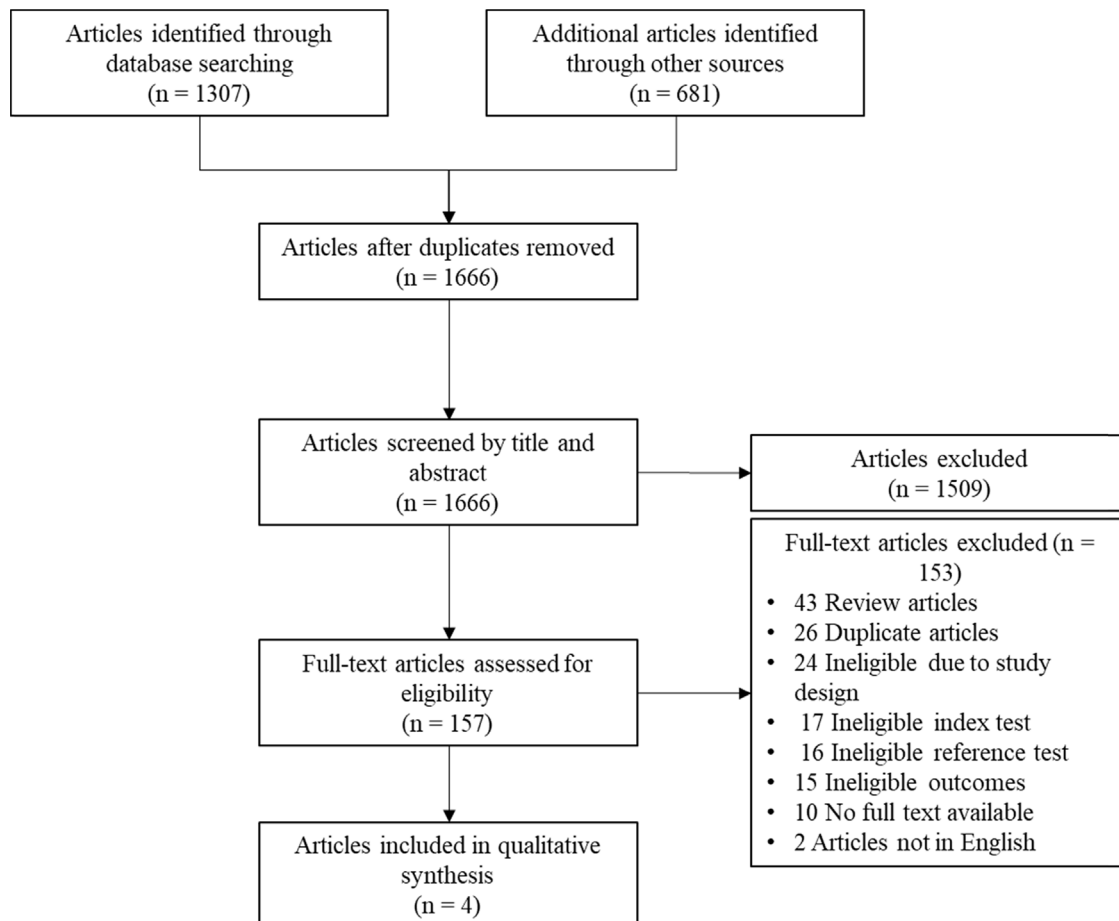 Articles identified through
database searching
(n = 1307)
Additional articles identified
through other sources
(n = 681)
Articles after duplicates removed
(n = 1666)
Articles screened by title and
abstract
(n = 1666)
Articles excluded
(n = 1509)
Full-text articles assessed for
eligibility
(n = 157)
Full-text articles excluded (n =
153)
• 43 Review articles
• 26 Duplicate articles
• 24 Ineligible due to study
design
• 17 Ineligible index test
• 16 Ineligible reference test
• 15 Ineligible outcomes
• 10 No full text available
• 2 Articles not in English
Articles included in qualitative
synthesis
(n = 4)